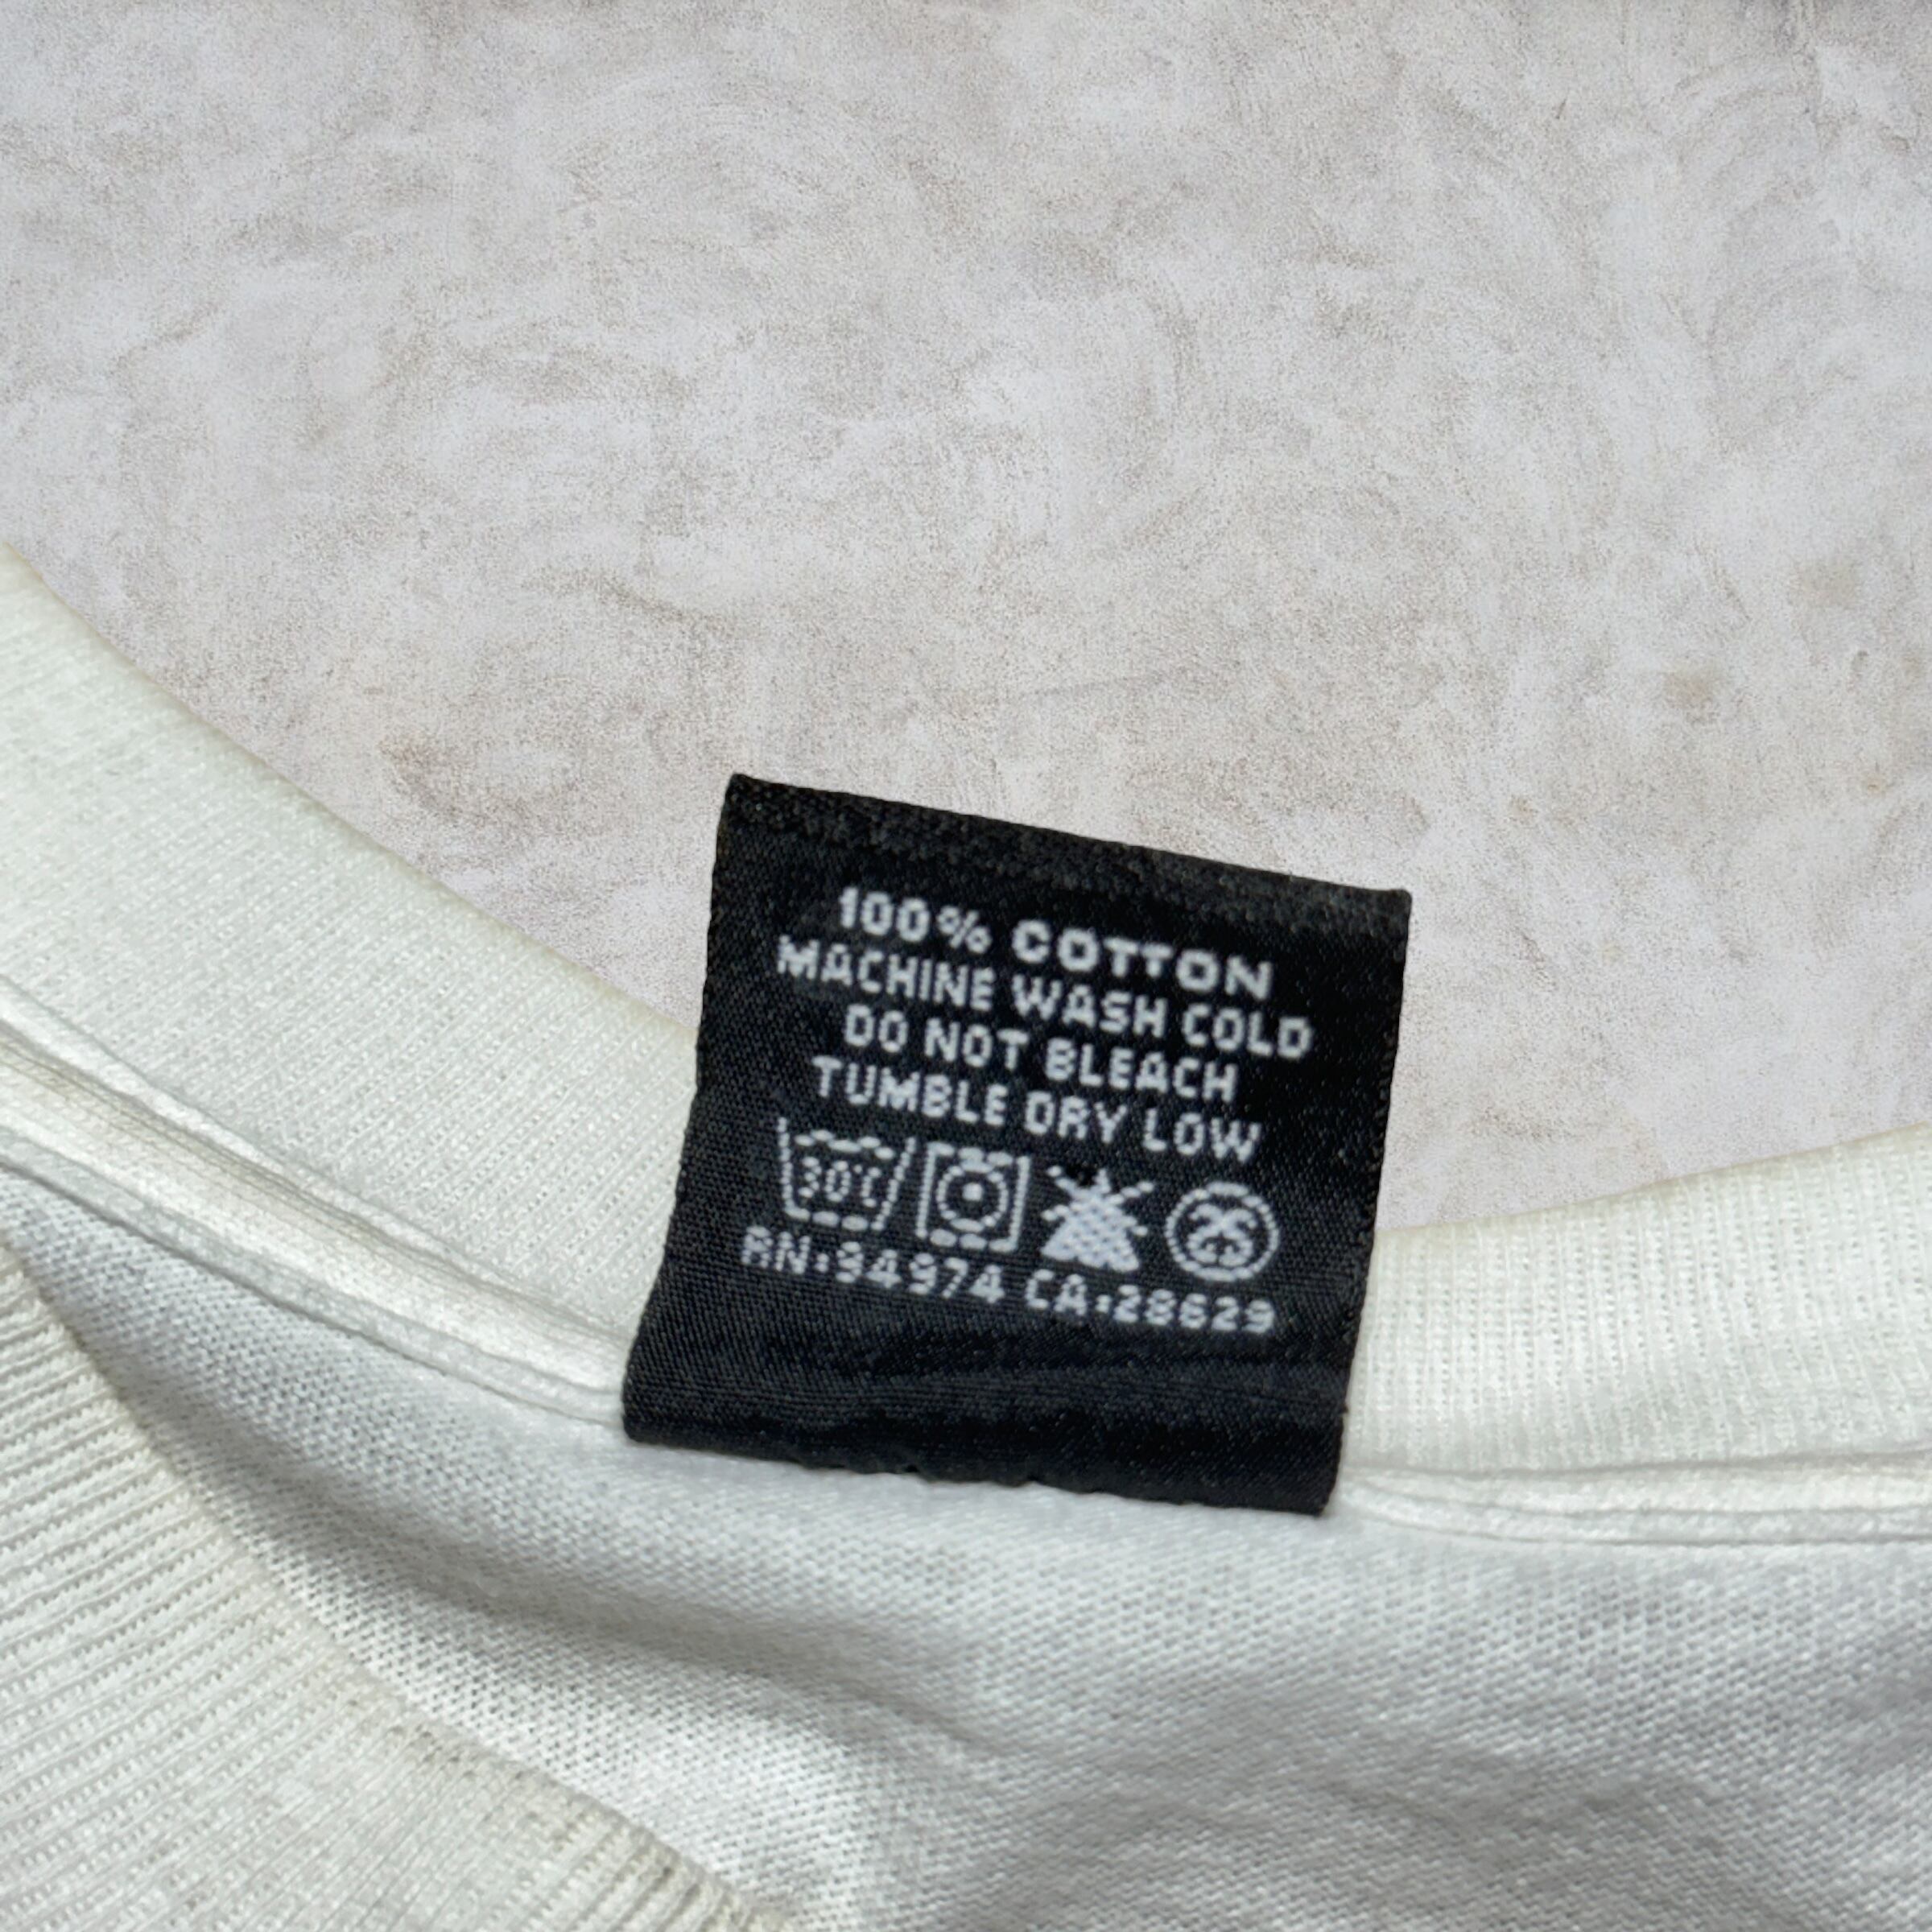 100% COTTON
MACHINE WASH COLD
DO NOT BLEACH
TUMBLE DRY LOW
30°C
RN:94974 CA:28629